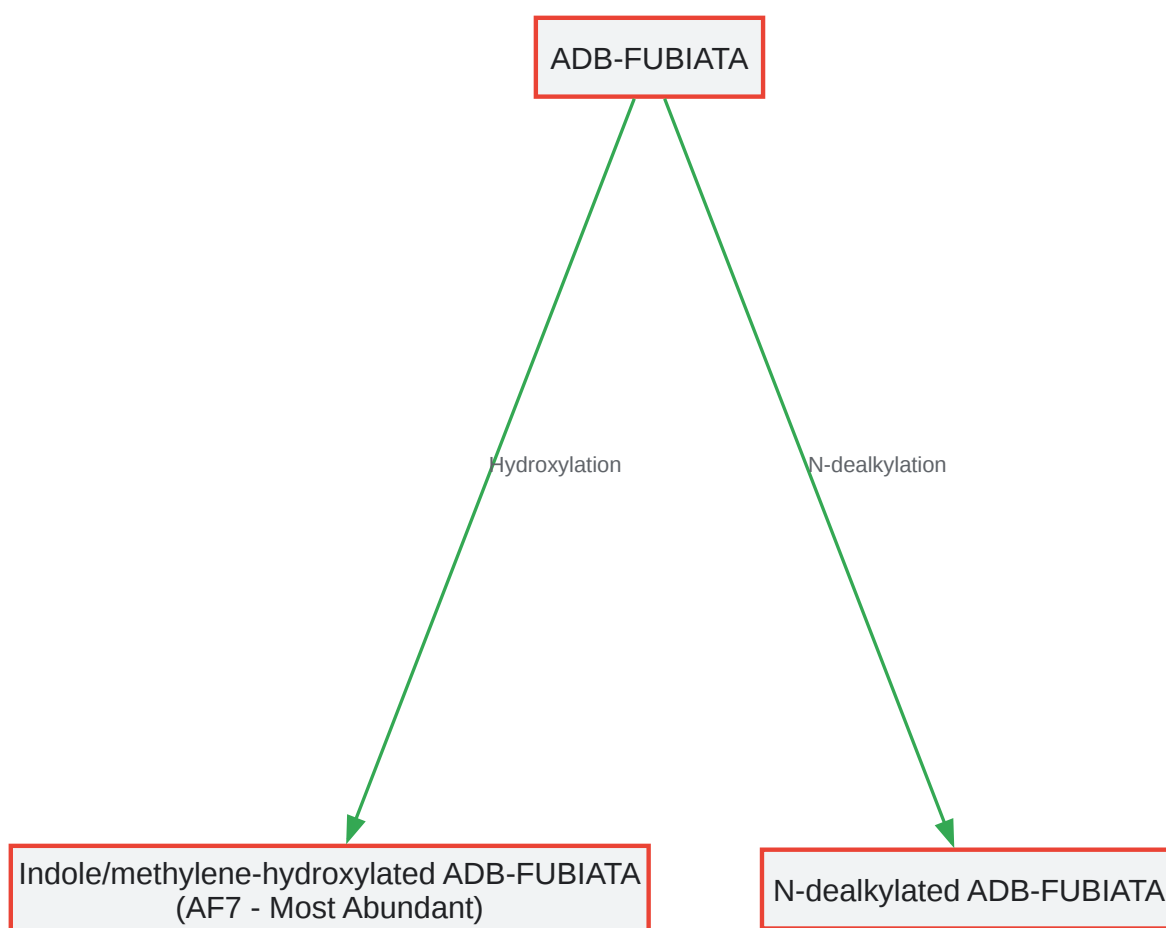 ADB-FUBIATA
Hydroxylation
N-dealkylation
Indole/methylene-hydroxylated ADB-FUBIATA
(AF7 - Most Abundant)
N-dealkylated ADB-FUBIATA